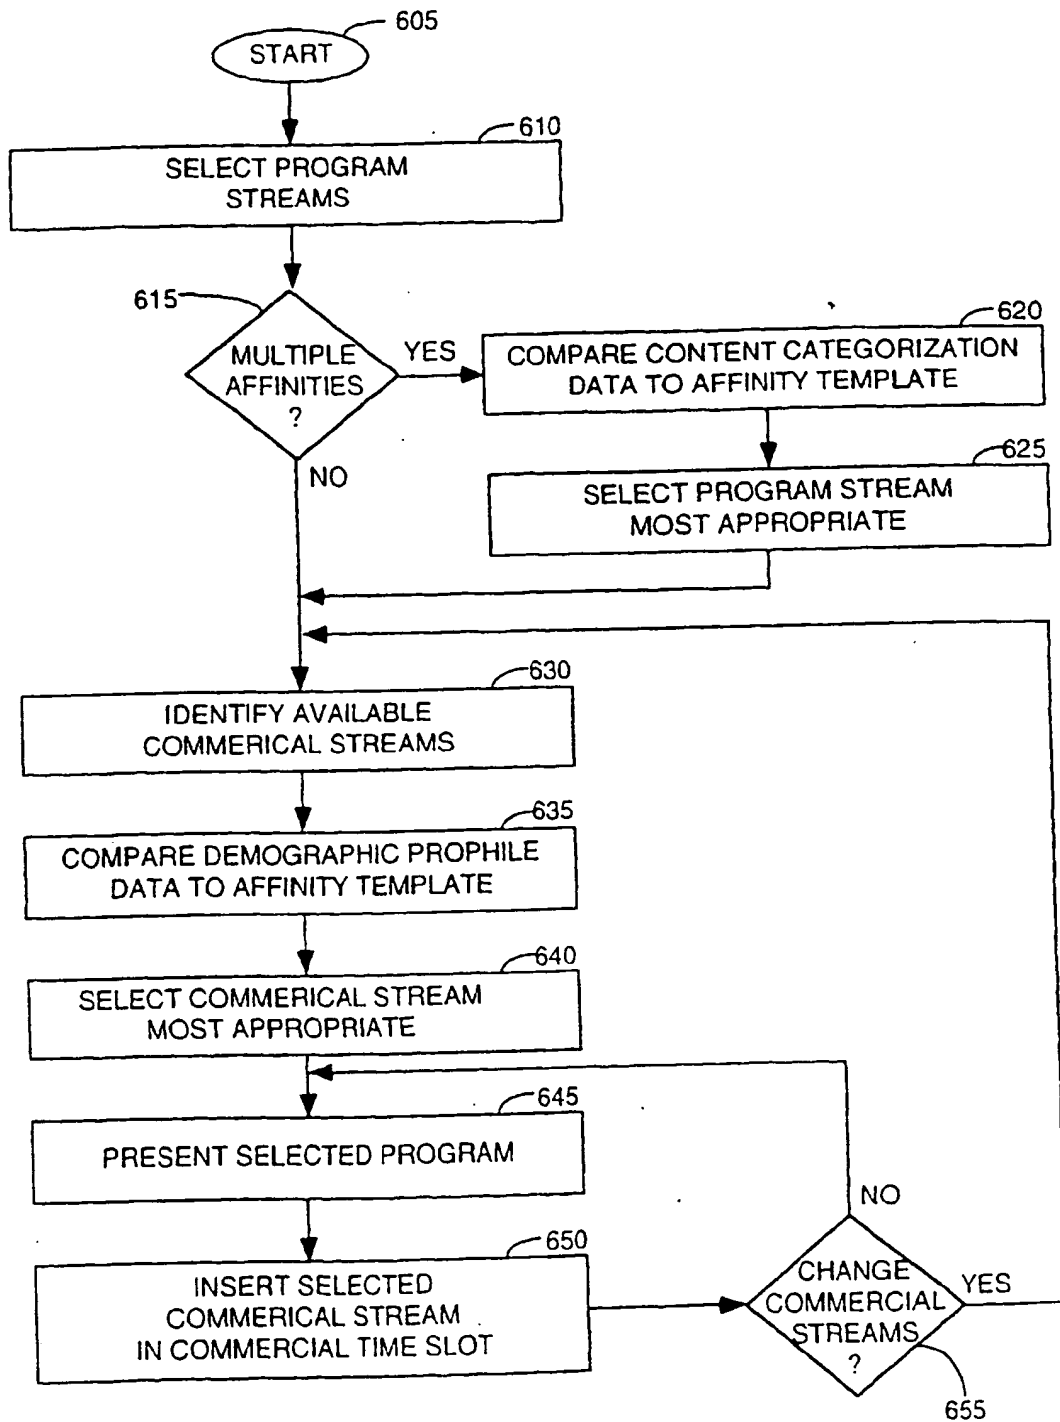 605
START
610
SELECT PROGRAM
STREAMS
615
MULTIPLE
AFFINITIES
?
YES
NO
620
COMPARE CONTENT CATEGORIZATION
DATA TO AFFINITY TEMPLATE
625
SELECT PROGRAM STREAM
MOST APPROPRIATE
630
IDENTIFY AVAILABLE
COMMERICAL STREAMS
635
COMPARE DEMOGRAPHIC PROPHILE
DATA TO AFFINITY TEMPLATE
640
SELECT COMMERICAL STREAM
MOST APPROPRIATE
645
PRESENT SELECTED PROGRAM
650
INSERT SELECTED
COMMERICAL STREAM
IN COMMERCIAL TIME SLOT
NO
CHANGE
COMMERCIAL
STREAMS
?
YES
655